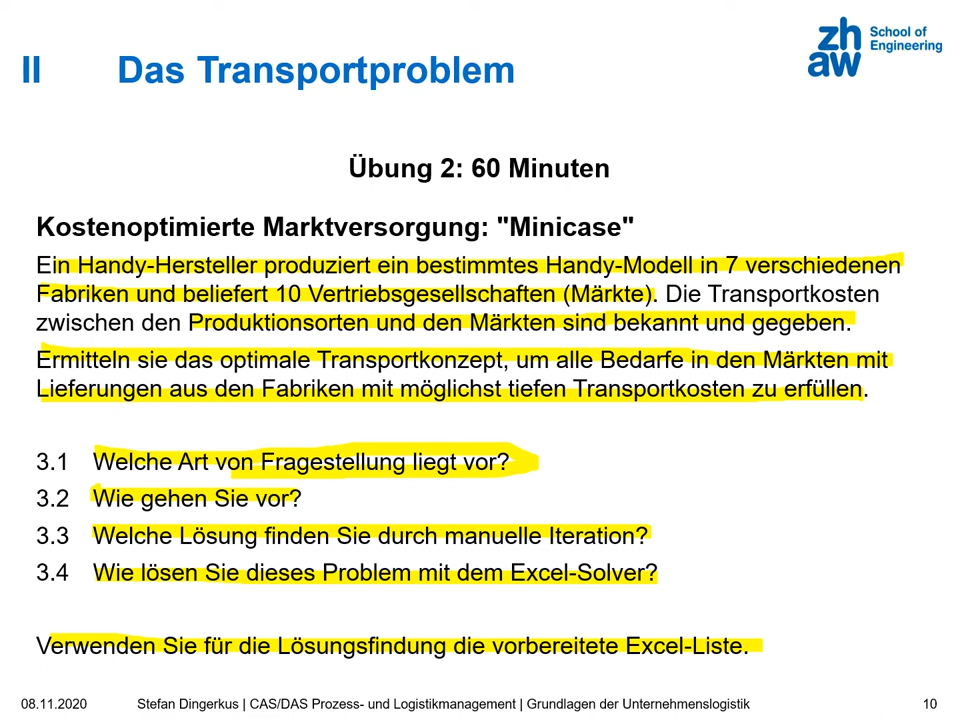 II Das Transportproblem
zh aw School of Engineering
Übung 2: 60 Minuten
Kostenoptimierte Marktversorgung: "Minicase"
Ein Handy-Hersteller produziert ein bestimmtes Handy-Modell in 7 verschiedenen
Fabriken und beliefert 10 Vertriebsgesellschaften (Märkte). Die Transportkosten
zwischen den Produktionsorten und den Märkten sind bekannt und gegeben.
Ermitteln sie das optimale Transportkonzept, um alle Bedarfe in den Märkten mit
Lieferungen aus den Fabriken mit möglichst tiefen Transportkosten zu erfüllen.
3.1 Welche Art von Fragestellung liegt vor?
3.2 Wie gehen Sie vor?
3.3 Welche Lösung finden Sie durch manuelle Iteration?
3.4 Wie lösen Sie dieses Problem mit dem Excel-Solver?
Verwenden Sie für die Lösungsfindung die vorbereitete Excel-Liste.
08.11.2020 Stefan Dingerkus | CAS/DAS Prozess- und Logistikmanagement | Grundlagen der Unternehmenslogistik 10